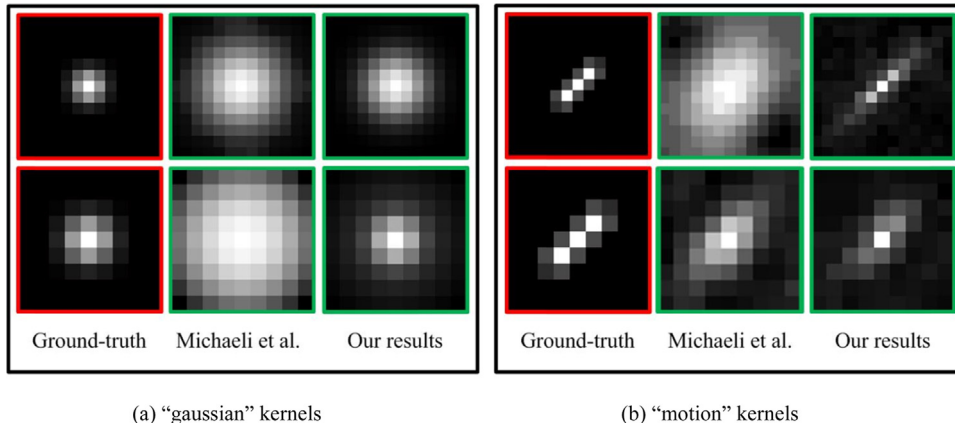 Ground-truth Michaeli et al. Our results
Ground-truth Michaeli et al. Our results
(a) “gaussian” kernels
(b) “motion” kernels